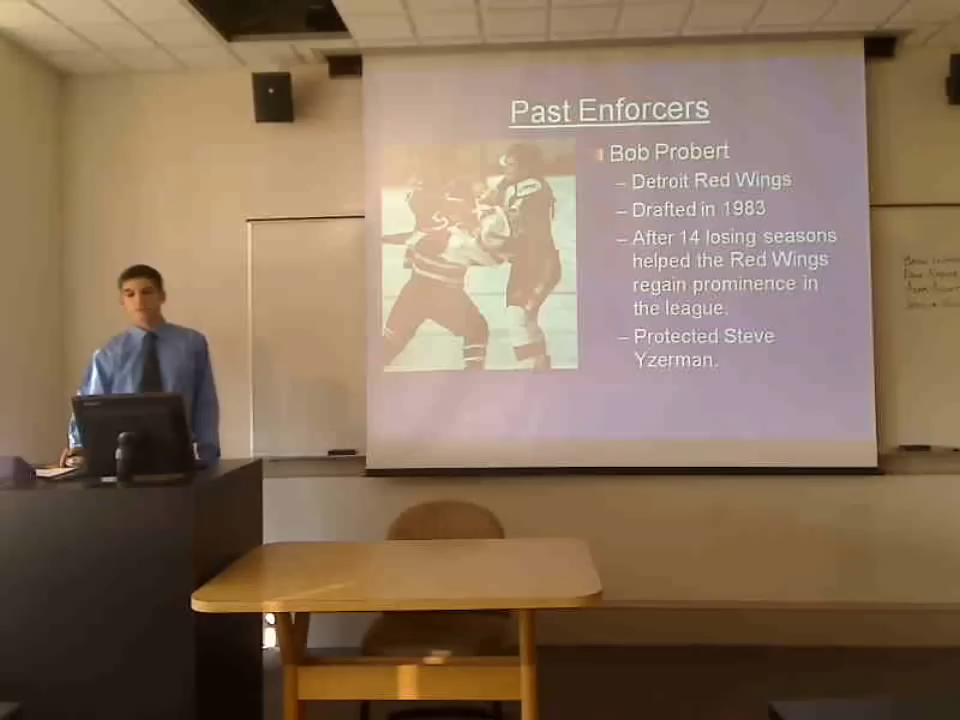 Past Enforcers
Bob Probert
– Detroit Red Wings
– Drafted in 1983
– After 14 losing seasons
helped the Red Wings
regain prominence in
the league.
– Protected Steve
Yzerman.